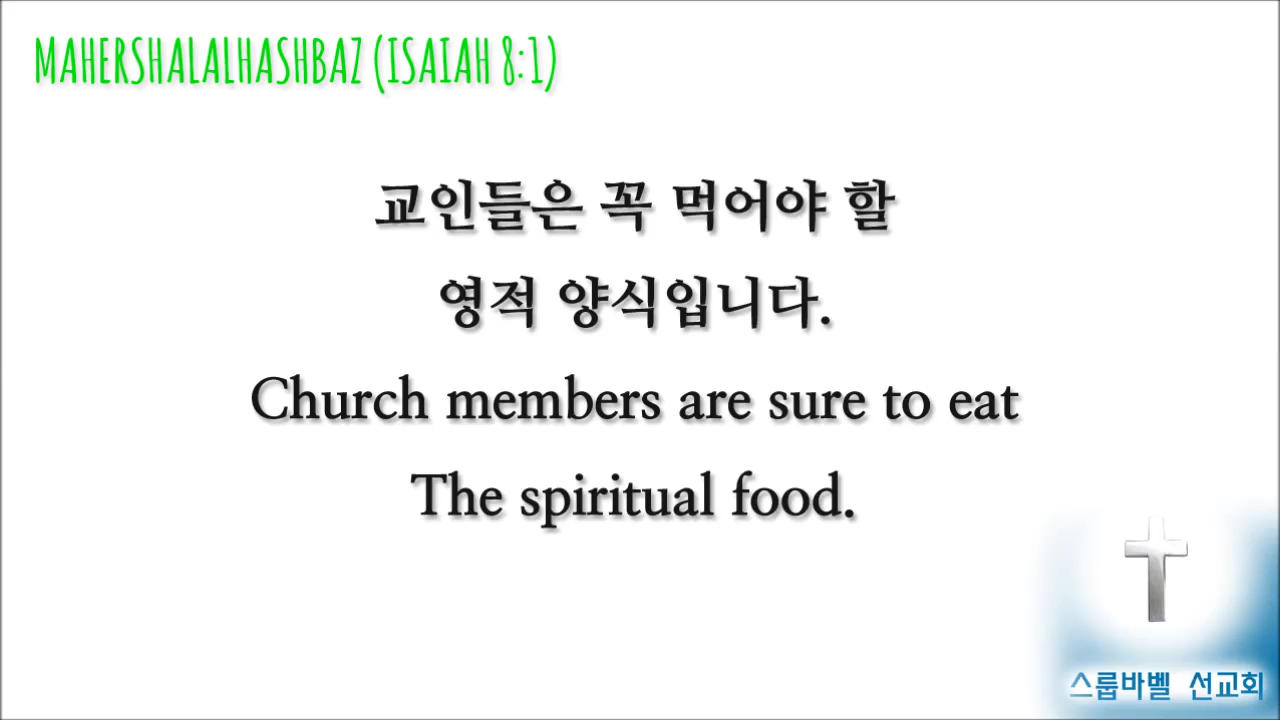 MAHERSHALALHASHBAZ (ISAIAH 8:1)
교인들은 꼭 먹어야 할
영적 양식입니다.
Church members are sure to eat
The spiritual food.
스룹바벨 선교회